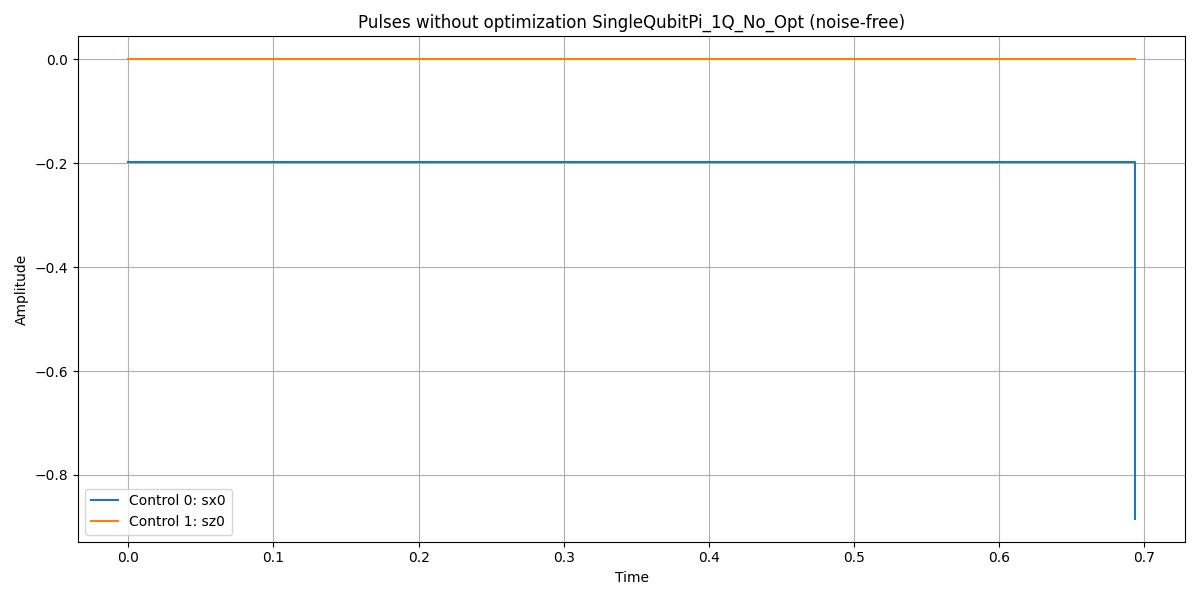 Pulses without optimization SingleQubitPi_1Q_No_Opt (noise-free)
0.0
−0.2
−0.4
−0.6
−0.8
Amplitude
Control 0: sx0
Control 1: sz0
0.0 0.1 0.2 0.3 0.4 0.5 0.6 0.7
Time